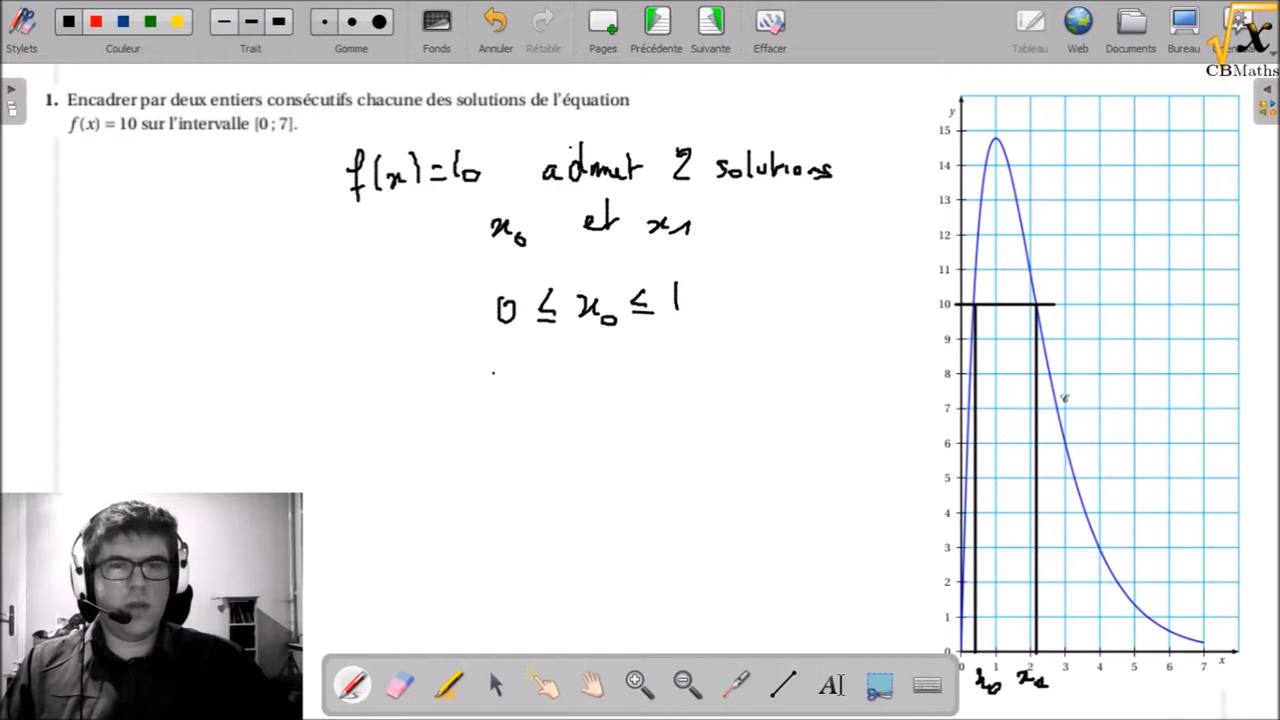 Stylets Couleur Trait Gomme Fonds Annuler Rétablir Pages Précédente Suivante Effacer Tableau Web Documents Bureau
CBMaths
1. Encadrer par deux entiers consécutifs chacune des solutions de l'équation
f(x) = 10 sur l'intervalle [0 ; 7].
f(x)=10 admet 2 solutions
x₀ et x₁
0 ≤ x₀ ≤ 1
y
15
14
13
12
11
10
9
8
7
6
5
4
3
2
1
0
𝒞
0 1 2 3 4 5 6 7 x
x₀ x₁
AI